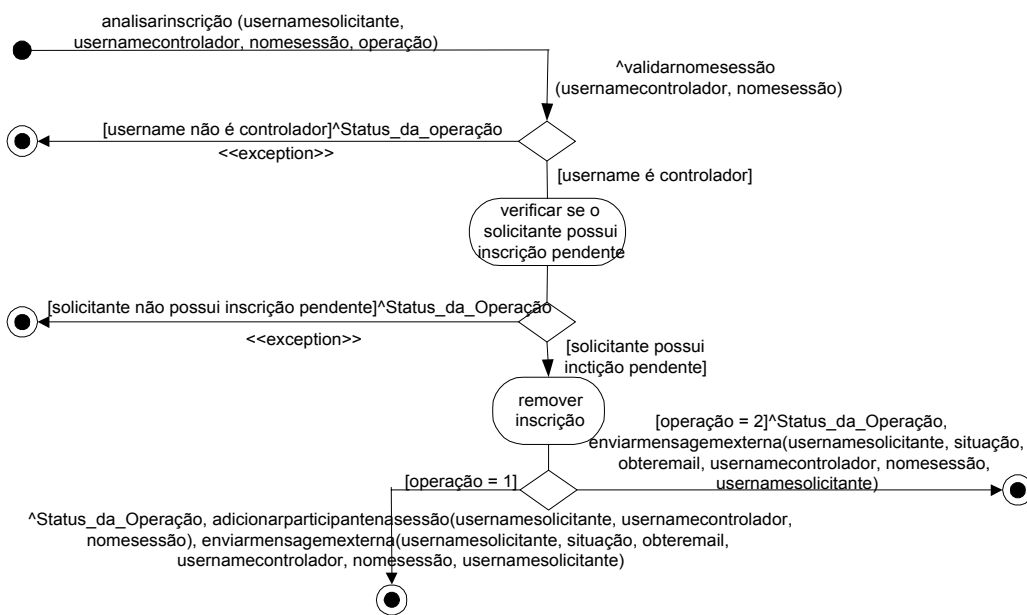 analisarinscrição (usernamesolicitante,
usernamecontrolador, nomesessão, operação)
^validarnomesessão
(usernamecontrolador, nomesessão)
[username não é controlador]^Status_da_operação
<<exception>>
[username é controlador]
verificar se o
solicitante possui
inscrição pendente
[solicitante não possui inscrição pendente]^Status_da_Operação
<<exception>>
[solicitante possui
inctição pendente]
remover
inscrição
[operação = 2]^Status_da_Operação,
enviarmensagemexterna(usernamesolicitante, situação,
obteremail, usernamecontrolador, nomesessão,
usernamesolicitante)
[operação = 1]
^Status_da_Operação, adicionarparticipantenasessão(usernamesolicitante, usernamecontrolador,
nomesessão), enviarmensagemexterna(usernamesolicitante, situação, obteremail,
usernamecontrolador, nomesessão, usernamesolicitante)